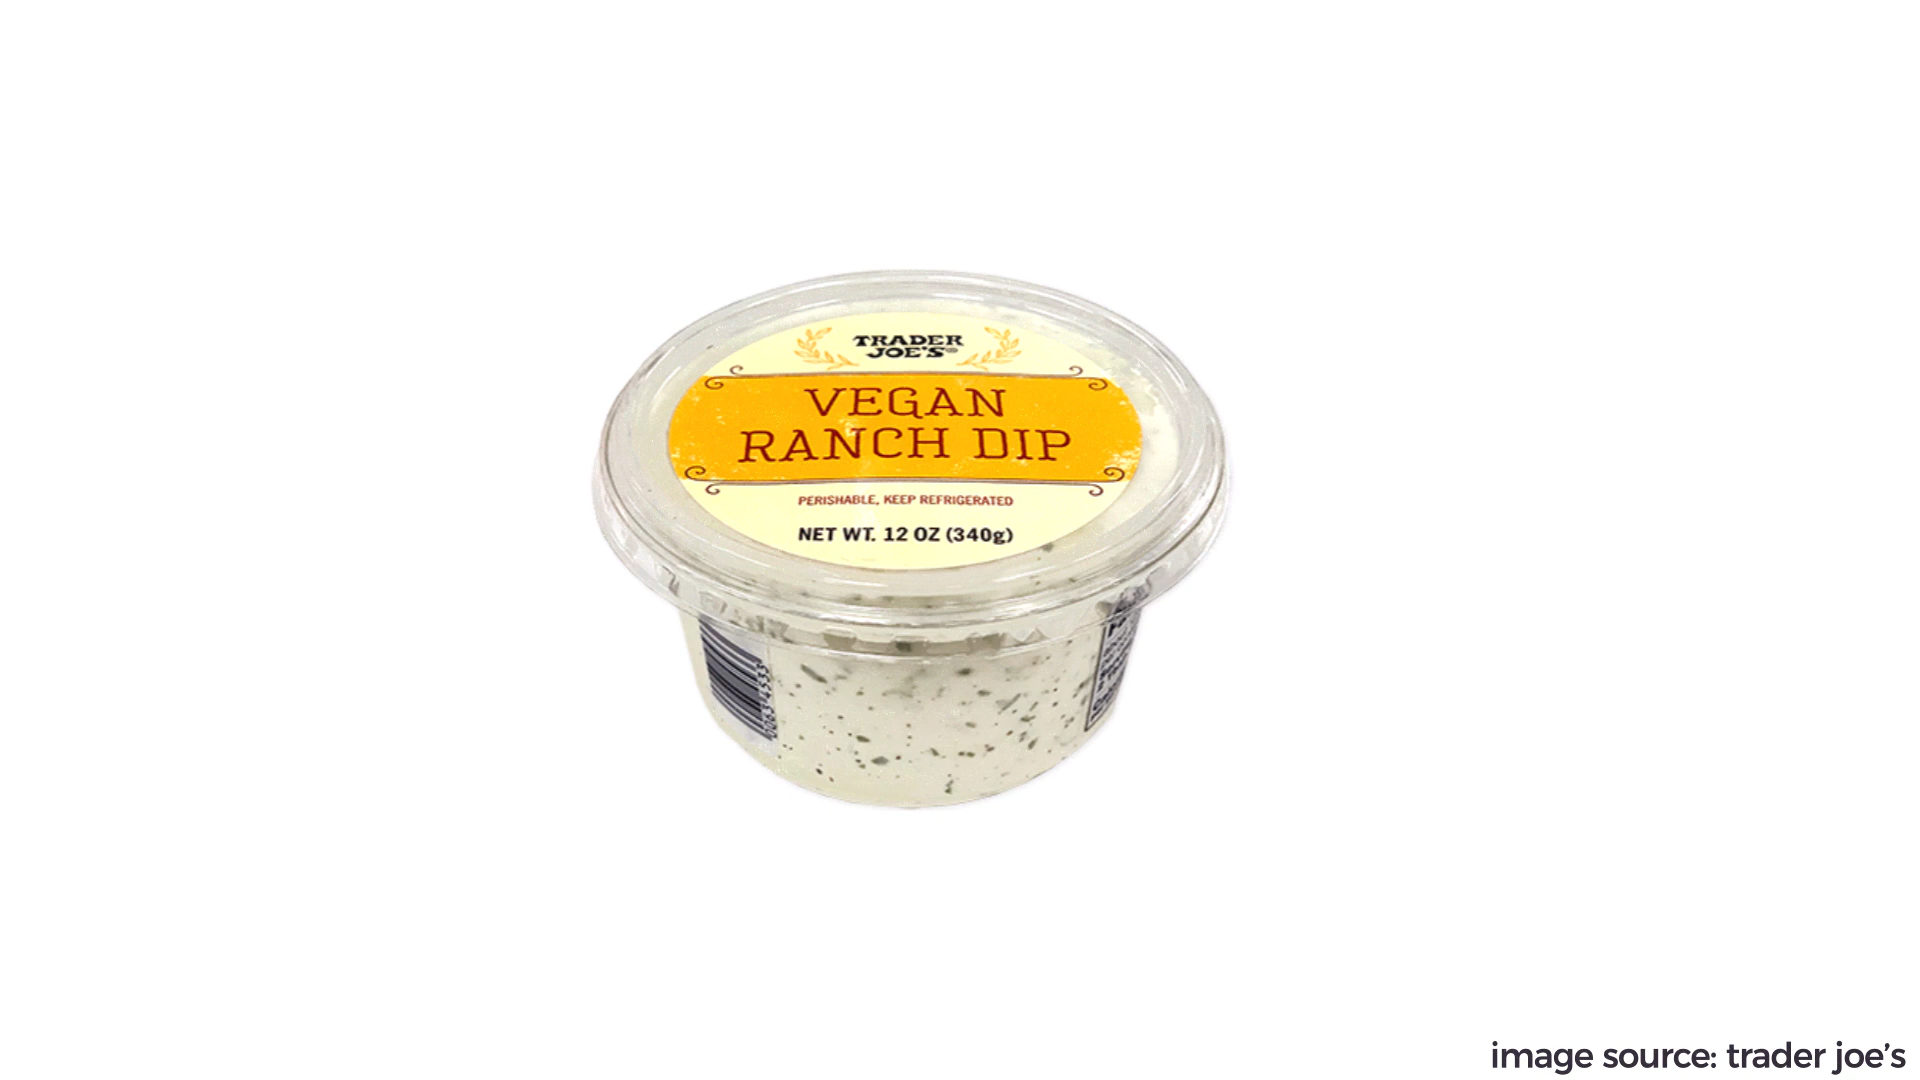 TRADER
JOE'S®
VEGAN
RANCH DIP
PERISHABLE, KEEP REFRIGERATED
NET WT. 12 OZ (340g)
image source: trader joe's